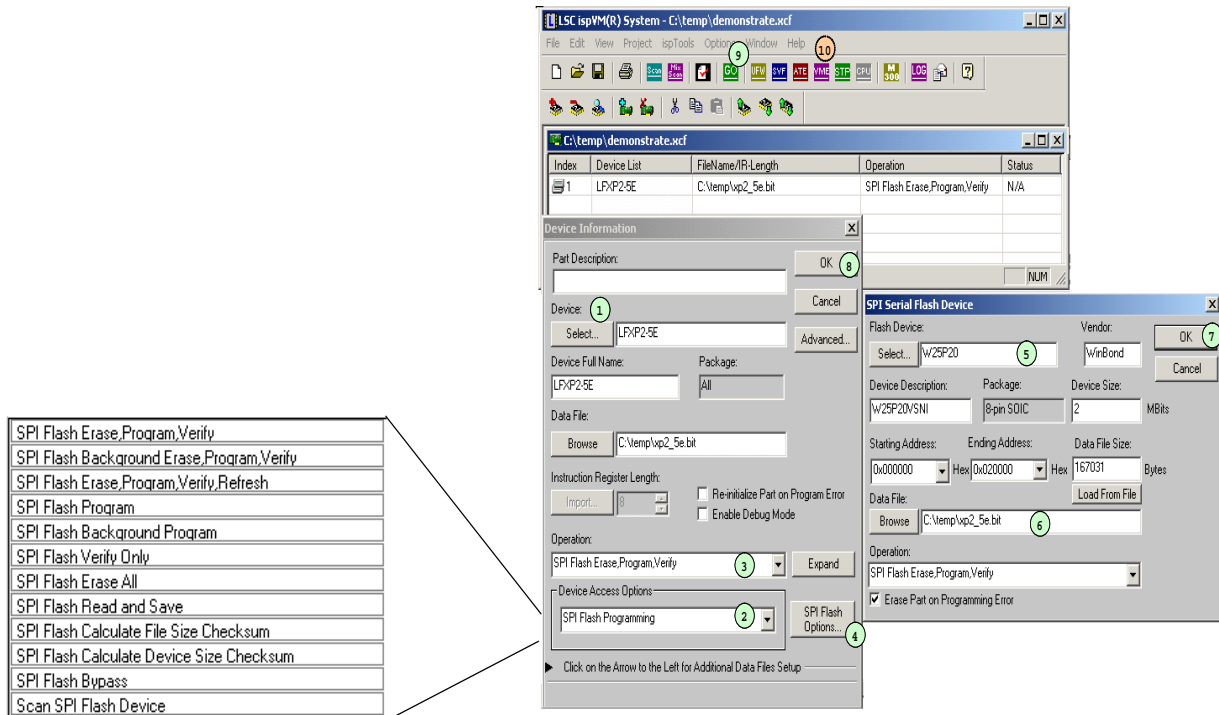 LSC ispVM(R) System - C:\temp\demonstrate.xcf
File Edit View Project ispTools Options Window Help
9
10
Scan Mix Scan GO UFW SVF ATE VME STP CPU M 300 LOG
C:\temp\demonstrate.xcf
Index Device List FileName/IR-Length Operation Status
1 LFXP2-5E C:\temp\xp2_5e.bit SPI Flash Erase,Program,Verify N/A
NUM
Device Information
Part Description:
OK 8
Cancel
Device: 1
Select... LFXP2-5E
Advanced...
Device Full Name: Package:
LFXP2-5E All
Data File:
Browse C:\temp\xp2_5e.bit
Instruction Register Length:
Import... 8
Re-initialize Part on Program Error
Enable Debug Mode
Operation:
SPI Flash Erase,Program,Verify 3 Expand
Device Access Options
SPI Flash Programming 2
SPI Flash
Options... 4
Click on the Arrow to the Left for Additional Data Files Setup
SPI Serial Flash Device
Flash Device: Vendor:
Select... W25P20 5 WinBond
OK 7
Cancel
Device Description: Package: Device Size:
W25P20VSNI 8-pin SOIC 2 MBits
Starting Address: Ending Address: Data File Size:
0x000000 Hex 0x020000 Hex 167031 Bytes
Data File: Load From File
Browse C:\temp\xp2_5e.bit 6
Operation:
SPI Flash Erase,Program,Verify
Erase Part on Programming Error
SPI Flash Erase,Program,Verify
SPI Flash Background Erase,Program,Verify
SPI Flash Erase,Program,Verify,Refresh
SPI Flash Program
SPI Flash Background Program
SPI Flash Verify Only
SPI Flash Erase All
SPI Flash Read and Save
SPI Flash Calculate File Size Checksum
SPI Flash Calculate Device Size Checksum
SPI Flash Bypass
Scan SPI Flash Device